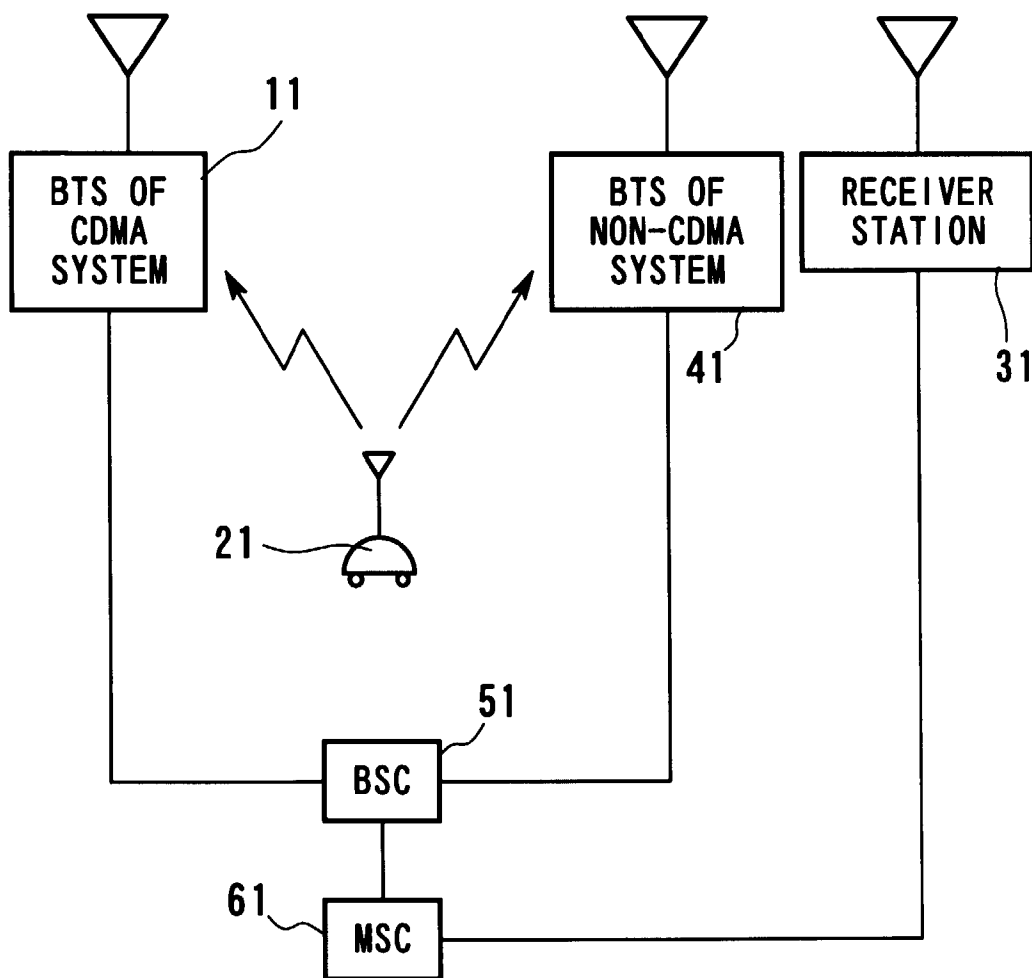 11
BTS OF
CDMA
SYSTEM
BTS OF
NON-CDMA
SYSTEM
RECEIVER
STATION
41
31
21
51
BSC
61
MSC